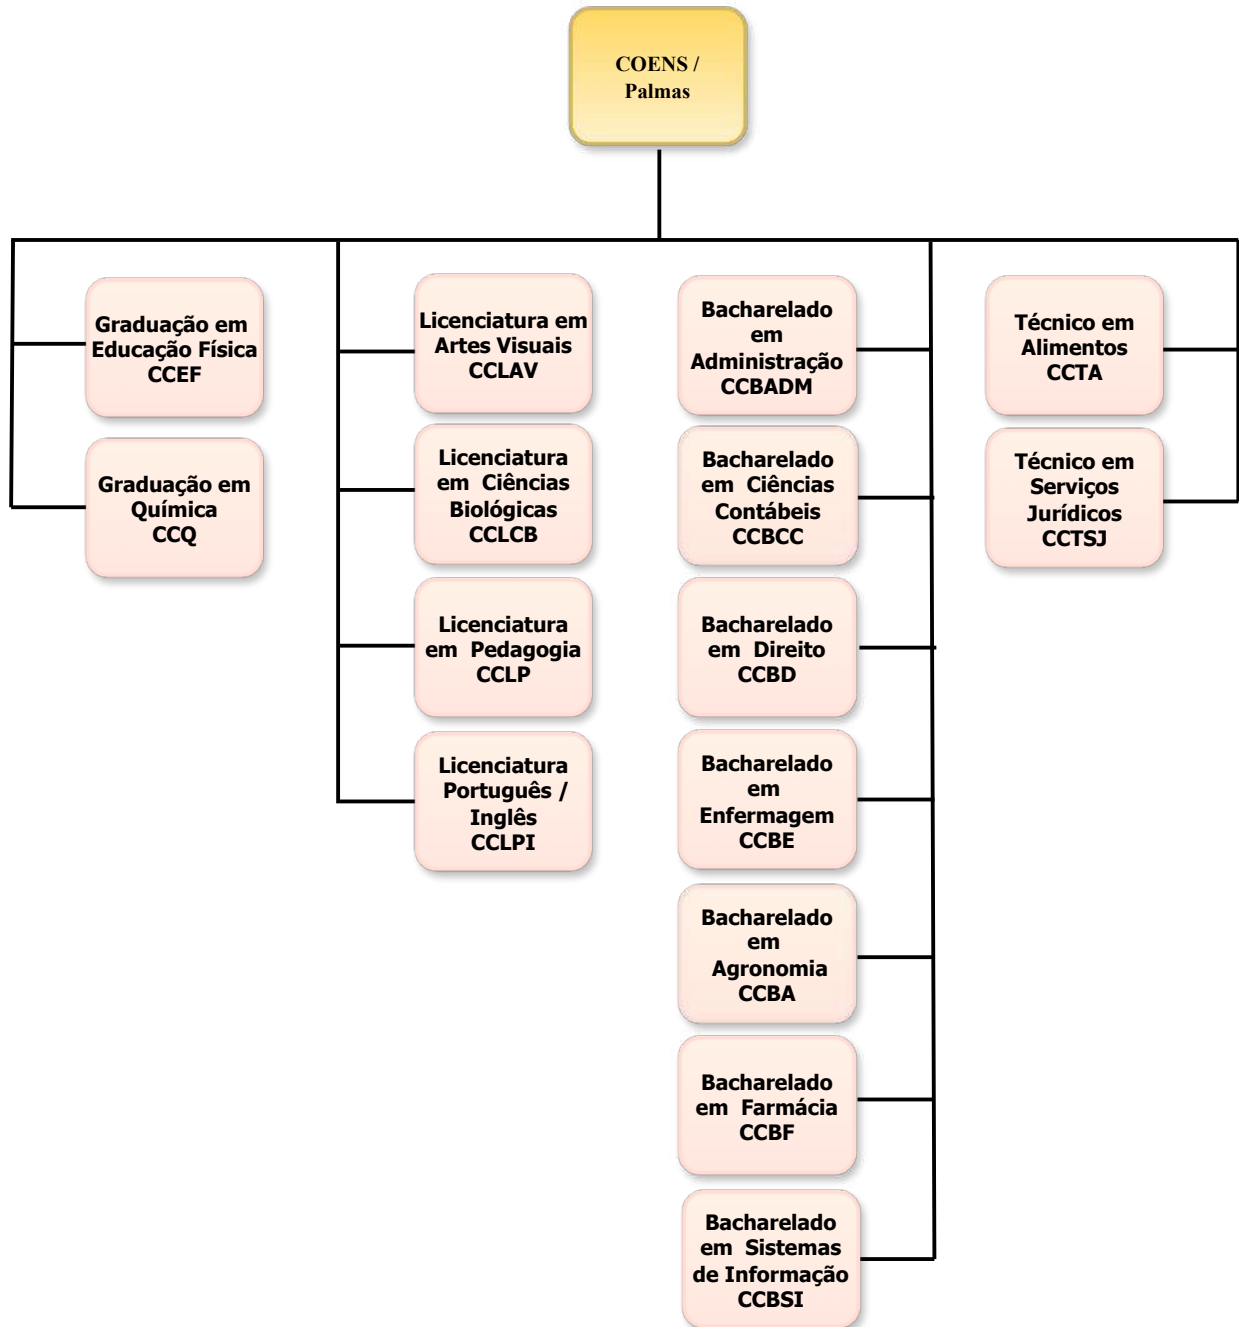 COENS /
Palmas
Graduação em
Educação Física
CCEF
Graduação em
Química
CCQ
Licenciatura em
Artes Visuais
CCLAV
Licenciatura
em Ciências
Biológicas
CCLCB
Licenciatura
em Pedagogia
CCLP
Licenciatura
Português /
Inglês
CCLPI
Bacharelado
em
Administração
CCBADM
Bacharelado
em Ciências
Contábeis
CCBCC
Bacharelado
em Direito
CCBD
Bacharelado
em
Enfermagem
CCBE
Bacharelado
em
Agronomia
CCBA
Bacharelado
em Farmácia
CCBF
Bacharelado
em Sistemas
de Informação
CCBSI
Técnico em
Alimentos
CCTA
Técnico em
Serviços
Jurídicos
CCTSJ